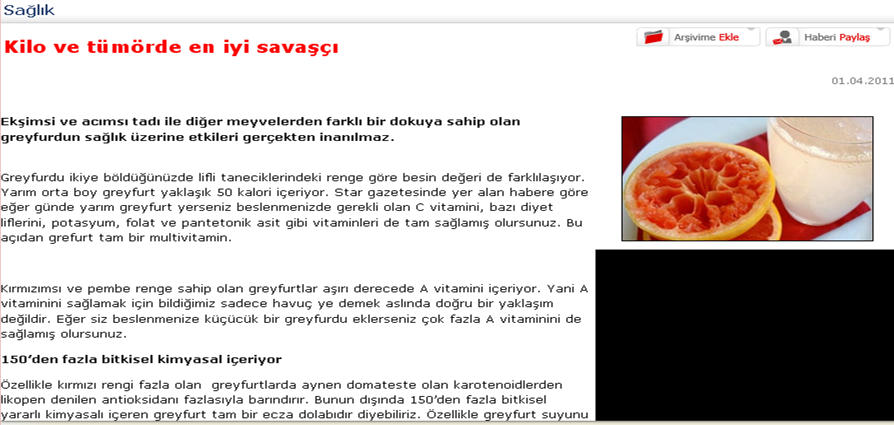 Sağlık
Kilo ve tümörde en iyi savaşçı
Arşivime Ekle
Haberi Paylaş
01.04.2011
Ekşimsi ve acımsı tadı ile diğer meyvelerden farklı bir dokuya sahip olan
greyfurdun sağlık üzerine etkileri gerçekten inanılmaz.
Greyfurdu ikiye böldüğünüzde lifli taneciklerindeki renge göre besin değeri de farklılaşıyor.
Yarım orta boy greyfurt yaklaşık 50 kalori içeriyor. Star gazetesinde yer alan habere göre
eğer günde yarım greyfurt yerseniz beslenmenizde gerekli olan C vitamini, bazı diyet
liflerini, potasyum, folat ve pantetonik asit gibi vitaminleri de tam sağlamış olursunuz. Bu
açıdan grefurt tam bir multivitamin.
Kırmızımsı ve pembe renge sahip olan greyfurtlar aşırı derecede A vitamini içeriyor. Yani A
vitaminini sağlamak için bildiğimiz sadece havuç ye demek aslında doğru bir yaklaşım
değildir. Eğer siz beslenmenize küçücük bir greyfurdu eklerseniz çok fazla A vitaminini de
sağlamış olursunuz.
150’den fazla bitkisel kimyasal içeriyor
Özellikle kırmızı rengi fazla olan greyfurtlarda aynen domateste olan karotenoidlerden
likopen denilen antioksidanı fazlasıyla barındırır. Bunun dışında 150’den fazla bitkisel
yararlı kimyasalı içeren greyfurt tam bir ecza dolabıdır diyebiliriz. Özellikle greyfurt suyunu